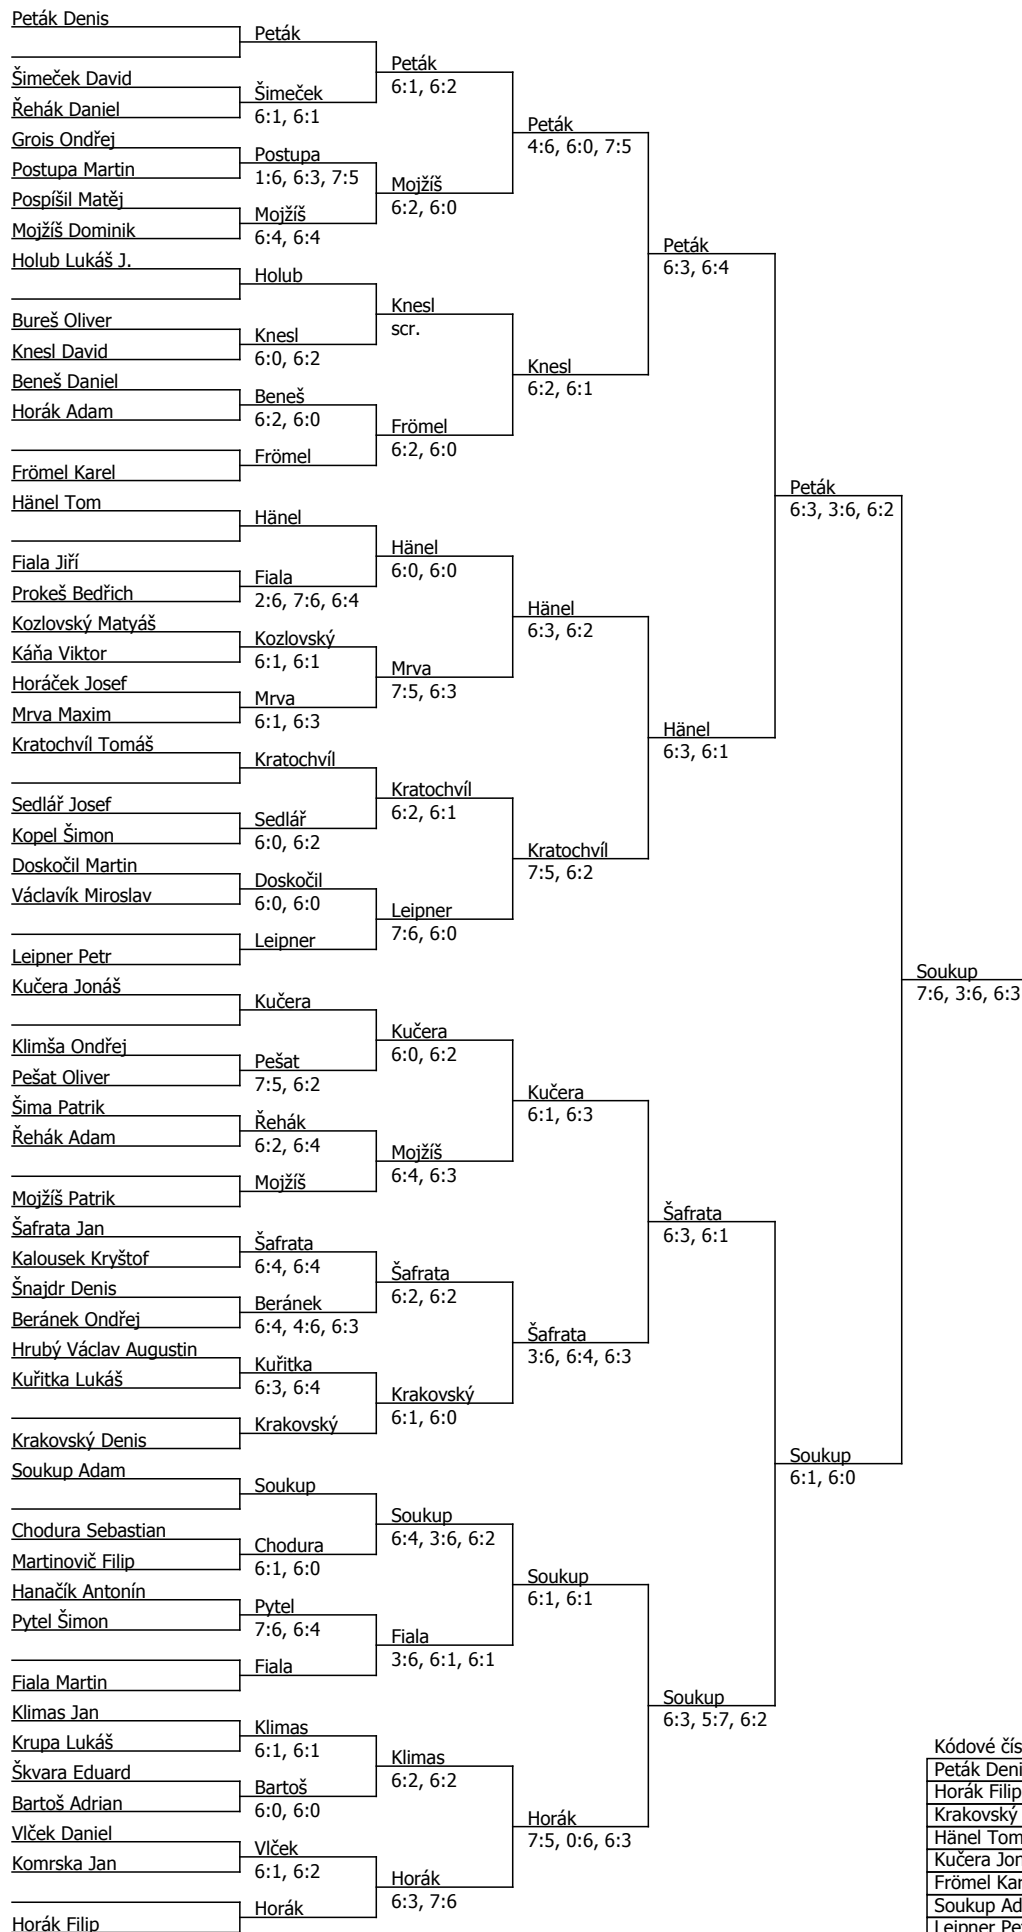 Peták Denis
Šimeček David
Řehák Daniel
Grois Ondřej
Postupa Martin
Pospíšil Matěj
Mojžíš Dominik
Holub Lukáš J.
Bureš Oliver
Knesl David
Beneš Daniel
Horák Adam
Frömel Karel
Hänel Tom
Fiala Jiří
Prokeš Bedřich
Kozlovský Matyáš
Káňa Viktor
Horáček Josef
Mrva Maxim
Kratochvíl Tomáš
Sedlář Josef
Kopel Šimon
Doskočil Martin
Václavík Miroslav
Leipner Petr
Kučera Jonáš
Klimša Ondřej
Pešat Oliver
Šima Patrik
Řehák Adam
Mojžíš Patrik
Šafrata Jan
Kalousek Kryštof
Šnajdr Denis
Beránek Ondřej
Hrubý Václav Augustin
Kuřitka Lukáš
Krakovský Denis
Soukup Adam
Chodura Sebastian
Martinovič Filip
Hanačík Antonín
Pytel Šimon
Fiala Martin
Klimas Jan
Krupa Lukáš
Škvara Eduard
Bartoš Adrian
Vlček Daniel
Komrska Jan
Horák Filip
Peták
Šimeček
6:1, 6:1
Postupa
1:6, 6:3, 7:5
Mojžíš
6:4, 6:4
Holub
Knesl
6:0, 6:2
Beneš
6:2, 6:0
Frömel
Hänel
Fiala
2:6, 7:6, 6:4
Kozlovský
6:1, 6:1
Mrva
6:1, 6:3
Kratochvíl
Sedlář
6:0, 6:2
Doskočil
6:0, 6:0
Leipner
Kučera
Pešat
7:5, 6:2
Řehák
6:2, 6:4
Mojžíš
Šafrata
6:4, 6:4
Beránek
6:4, 4:6, 6:3
Kuřitka
6:3, 6:4
Krakovský
Soukup
Chodura
6:1, 6:0
Pytel
7:6, 6:4
Fiala
Klimas
6:1, 6:1
Bartoš
6:0, 6:0
Vlček
6:1, 6:2
Horák
Peták
6:1, 6:2
Mojžíš
6:2, 6:0
Knesl
scr.
Frömel
6:2, 6:0
Hänel
6:0, 6:0
Mrva
7:5, 6:3
Kratochvíl
6:2, 6:1
Leipner
7:6, 6:0
Kučera
6:0, 6:2
Mojžíš
6:4, 6:3
Šafrata
6:2, 6:2
Krakovský
6:1, 6:0
Soukup
6:4, 3:6, 6:2
Fiala
3:6, 6:1, 6:1
Klimas
6:2, 6:2
Horák
6:3, 7:6
Peták
4:6, 6:0, 7:5
Knesl
6:2, 6:1
Hänel
6:3, 6:2
Kratochvíl
7:5, 6:2
Kučera
6:1, 6:3
Šafrata
3:6, 6:4, 6:3
Soukup
6:1, 6:1
Horák
7:5, 0:6, 6:3
Peták
6:3, 6:4
Hänel
6:3, 6:1
Šafrata
6:3, 6:1
Soukup
6:3, 5:7, 6:2
Peták
6:3, 3:6, 6:2
Soukup
6:1, 6:0
Soukup
7:6, 3:6, 6:3
Kódové čís
Peták Deni
Horák Filip
Krakovský
Hänel Tom
Kučera Jon
Frömel Kar
Soukup Ad
Leipner Pe